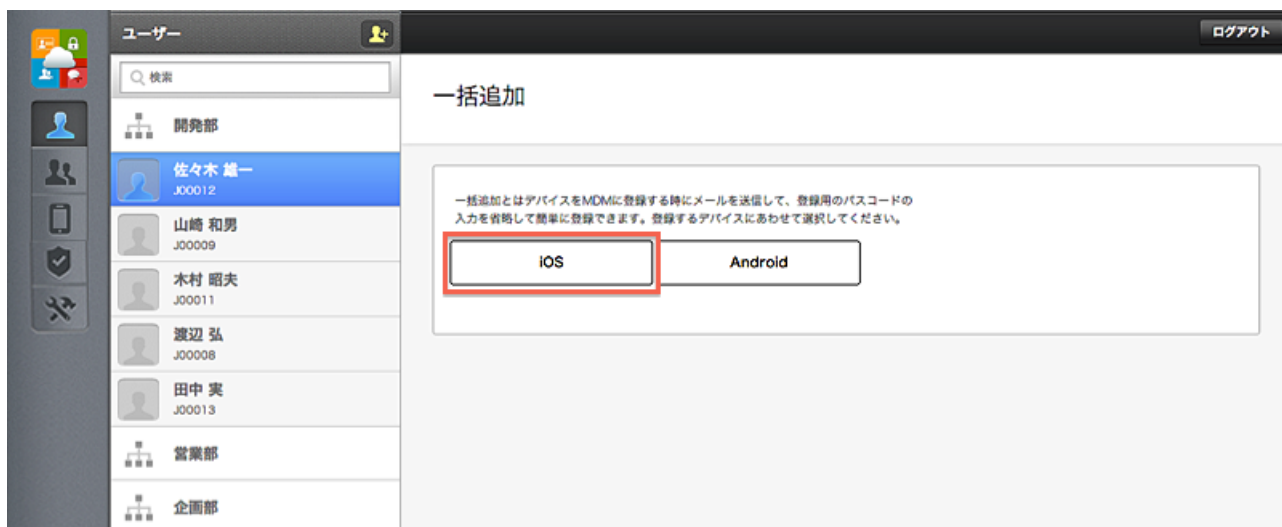 ユーザー
ログアウト
検索
一括追加
開発部
佐々木 雄一
J00012
山崎 和男
J00009
木村 昭夫
J00011
渡辺 弘
J00008
田中 実
J00013
営業部
企画部
一括追加とはデバイスをMDMに登録する時にメールを送信して、登録用のパスコードの
入力を省略して簡単に登録できます。登録するデバイスにあわせて選択してください。
iOS
Android